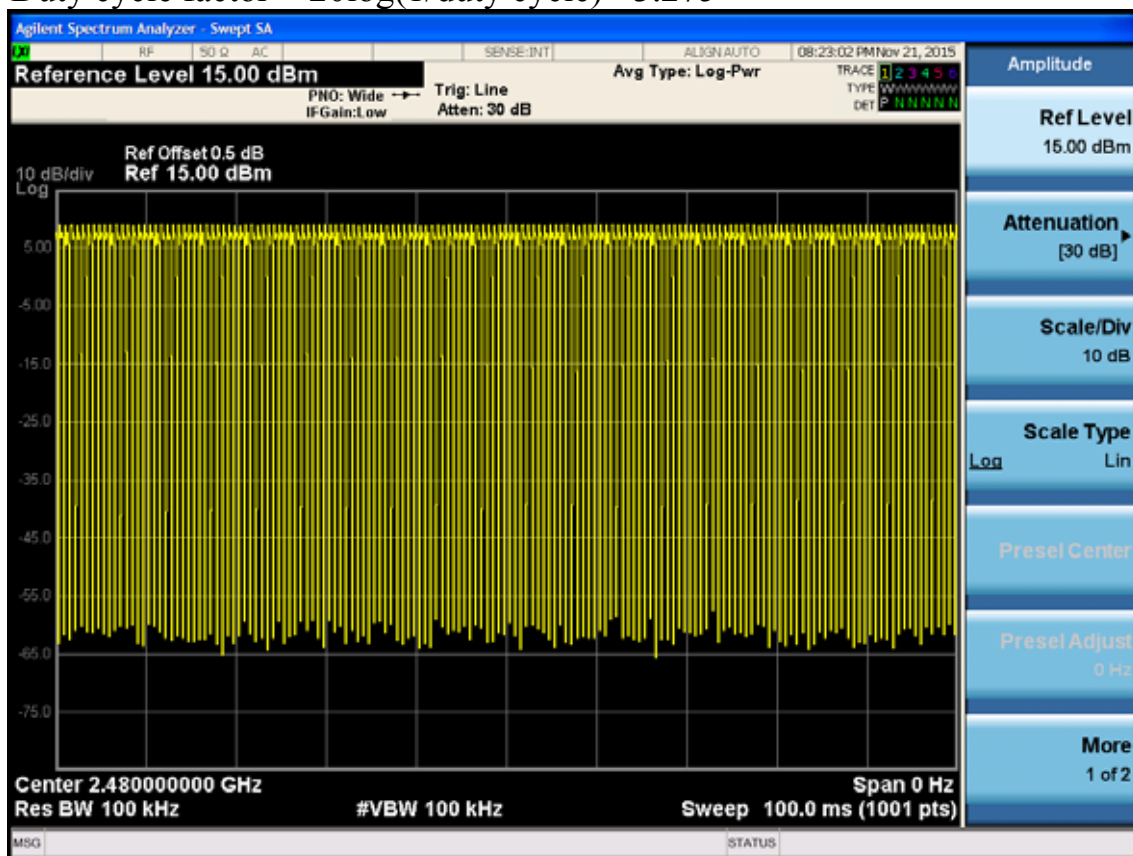 Agilent Spectrum Analyzer - Swept SA
RF 50 Ω AC SENSE:INT ALIGN AUTO 08:23:02 PM Nov 21, 2015
Reference Level 15.00 dBm
PNO: Wide
IFGain:Low
Trig: Line
Atten: 30 dB
Avg Type: Log-Pwr
TRACE 1 2 3 4 5 6
TYPE W
DET P N N N N N
Ref Offset 0.5 dB
10 dB/div Ref 15.00 dBm
Log
5.00
-5.00
-15.0
-25.0
-35.0
-45.0
-55.0
-65.0
-75.0
Center 2.480000000 GHz Span 0 Hz
Res BW 100 kHz #VBW 100 kHz Sweep 100.0 ms (1001 pts)
MSG STATUS
Amplitude
Ref Level
15.00 dBm
Attenuation
[30 dB]
Scale/Div
10 dB
Scale Type
Log Lin
Presel Center
Presel Adjust
0 Hz
More
1 of 2